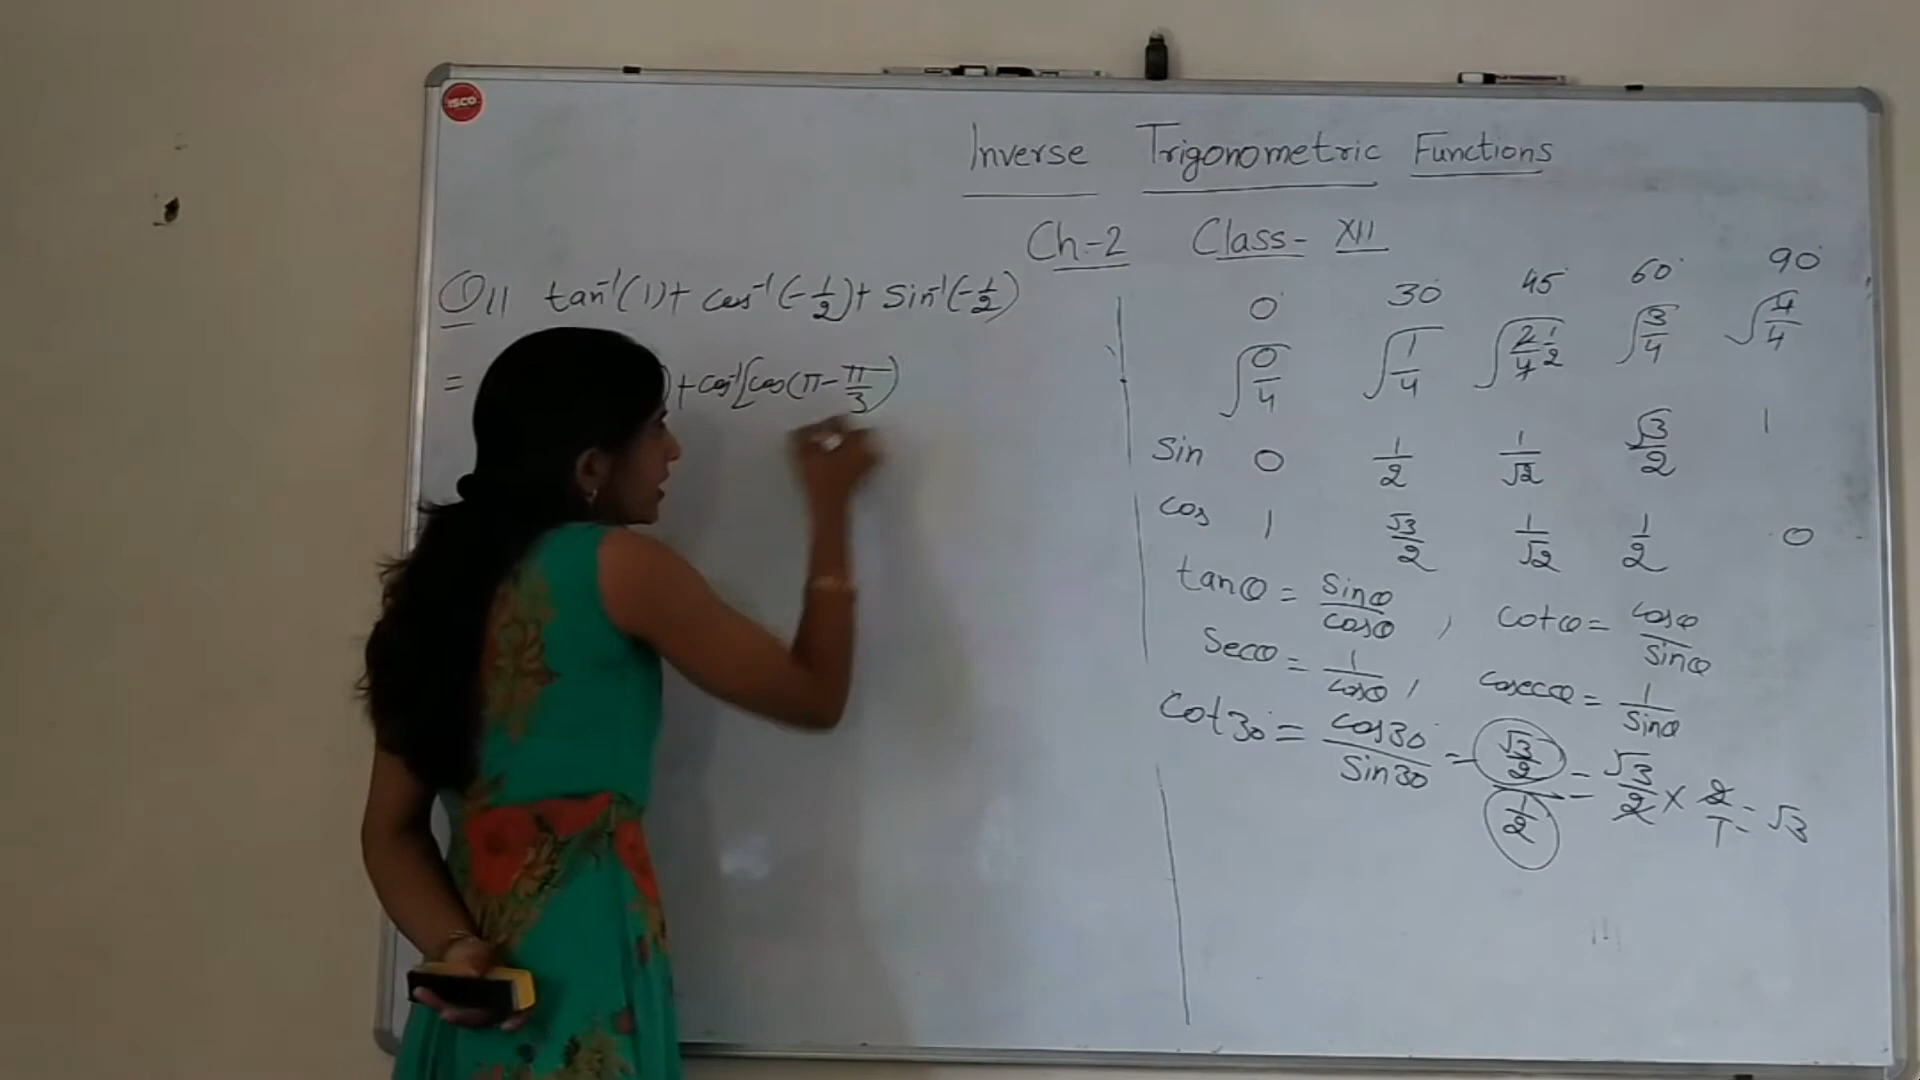 YSCO
Inverse Trigonometric Functions
Ch-2 Class- XII
Q11 tan⁻¹(1) + cos⁻¹(-1/2) + sin⁻¹(-1/2)
= ) + cos⁻¹[cos(π - π/3)
0° 30° 45° 60° 90°
√0/4 √1/4 √2/4 1/2 √3/4 √4/4
Sin 0 1/2 1/√2 √3/2 1
cos 1 √3/2 1/√2 1/2 0
tanθ = sinθ/cosθ , cotθ = cosθ/sinθ
Secθ = 1/cosθ , cosecθ = 1/sinθ
cot30° = cos30°/Sin30 = (√3/2)/(1/2) = √3/2 × 2/1 = √3